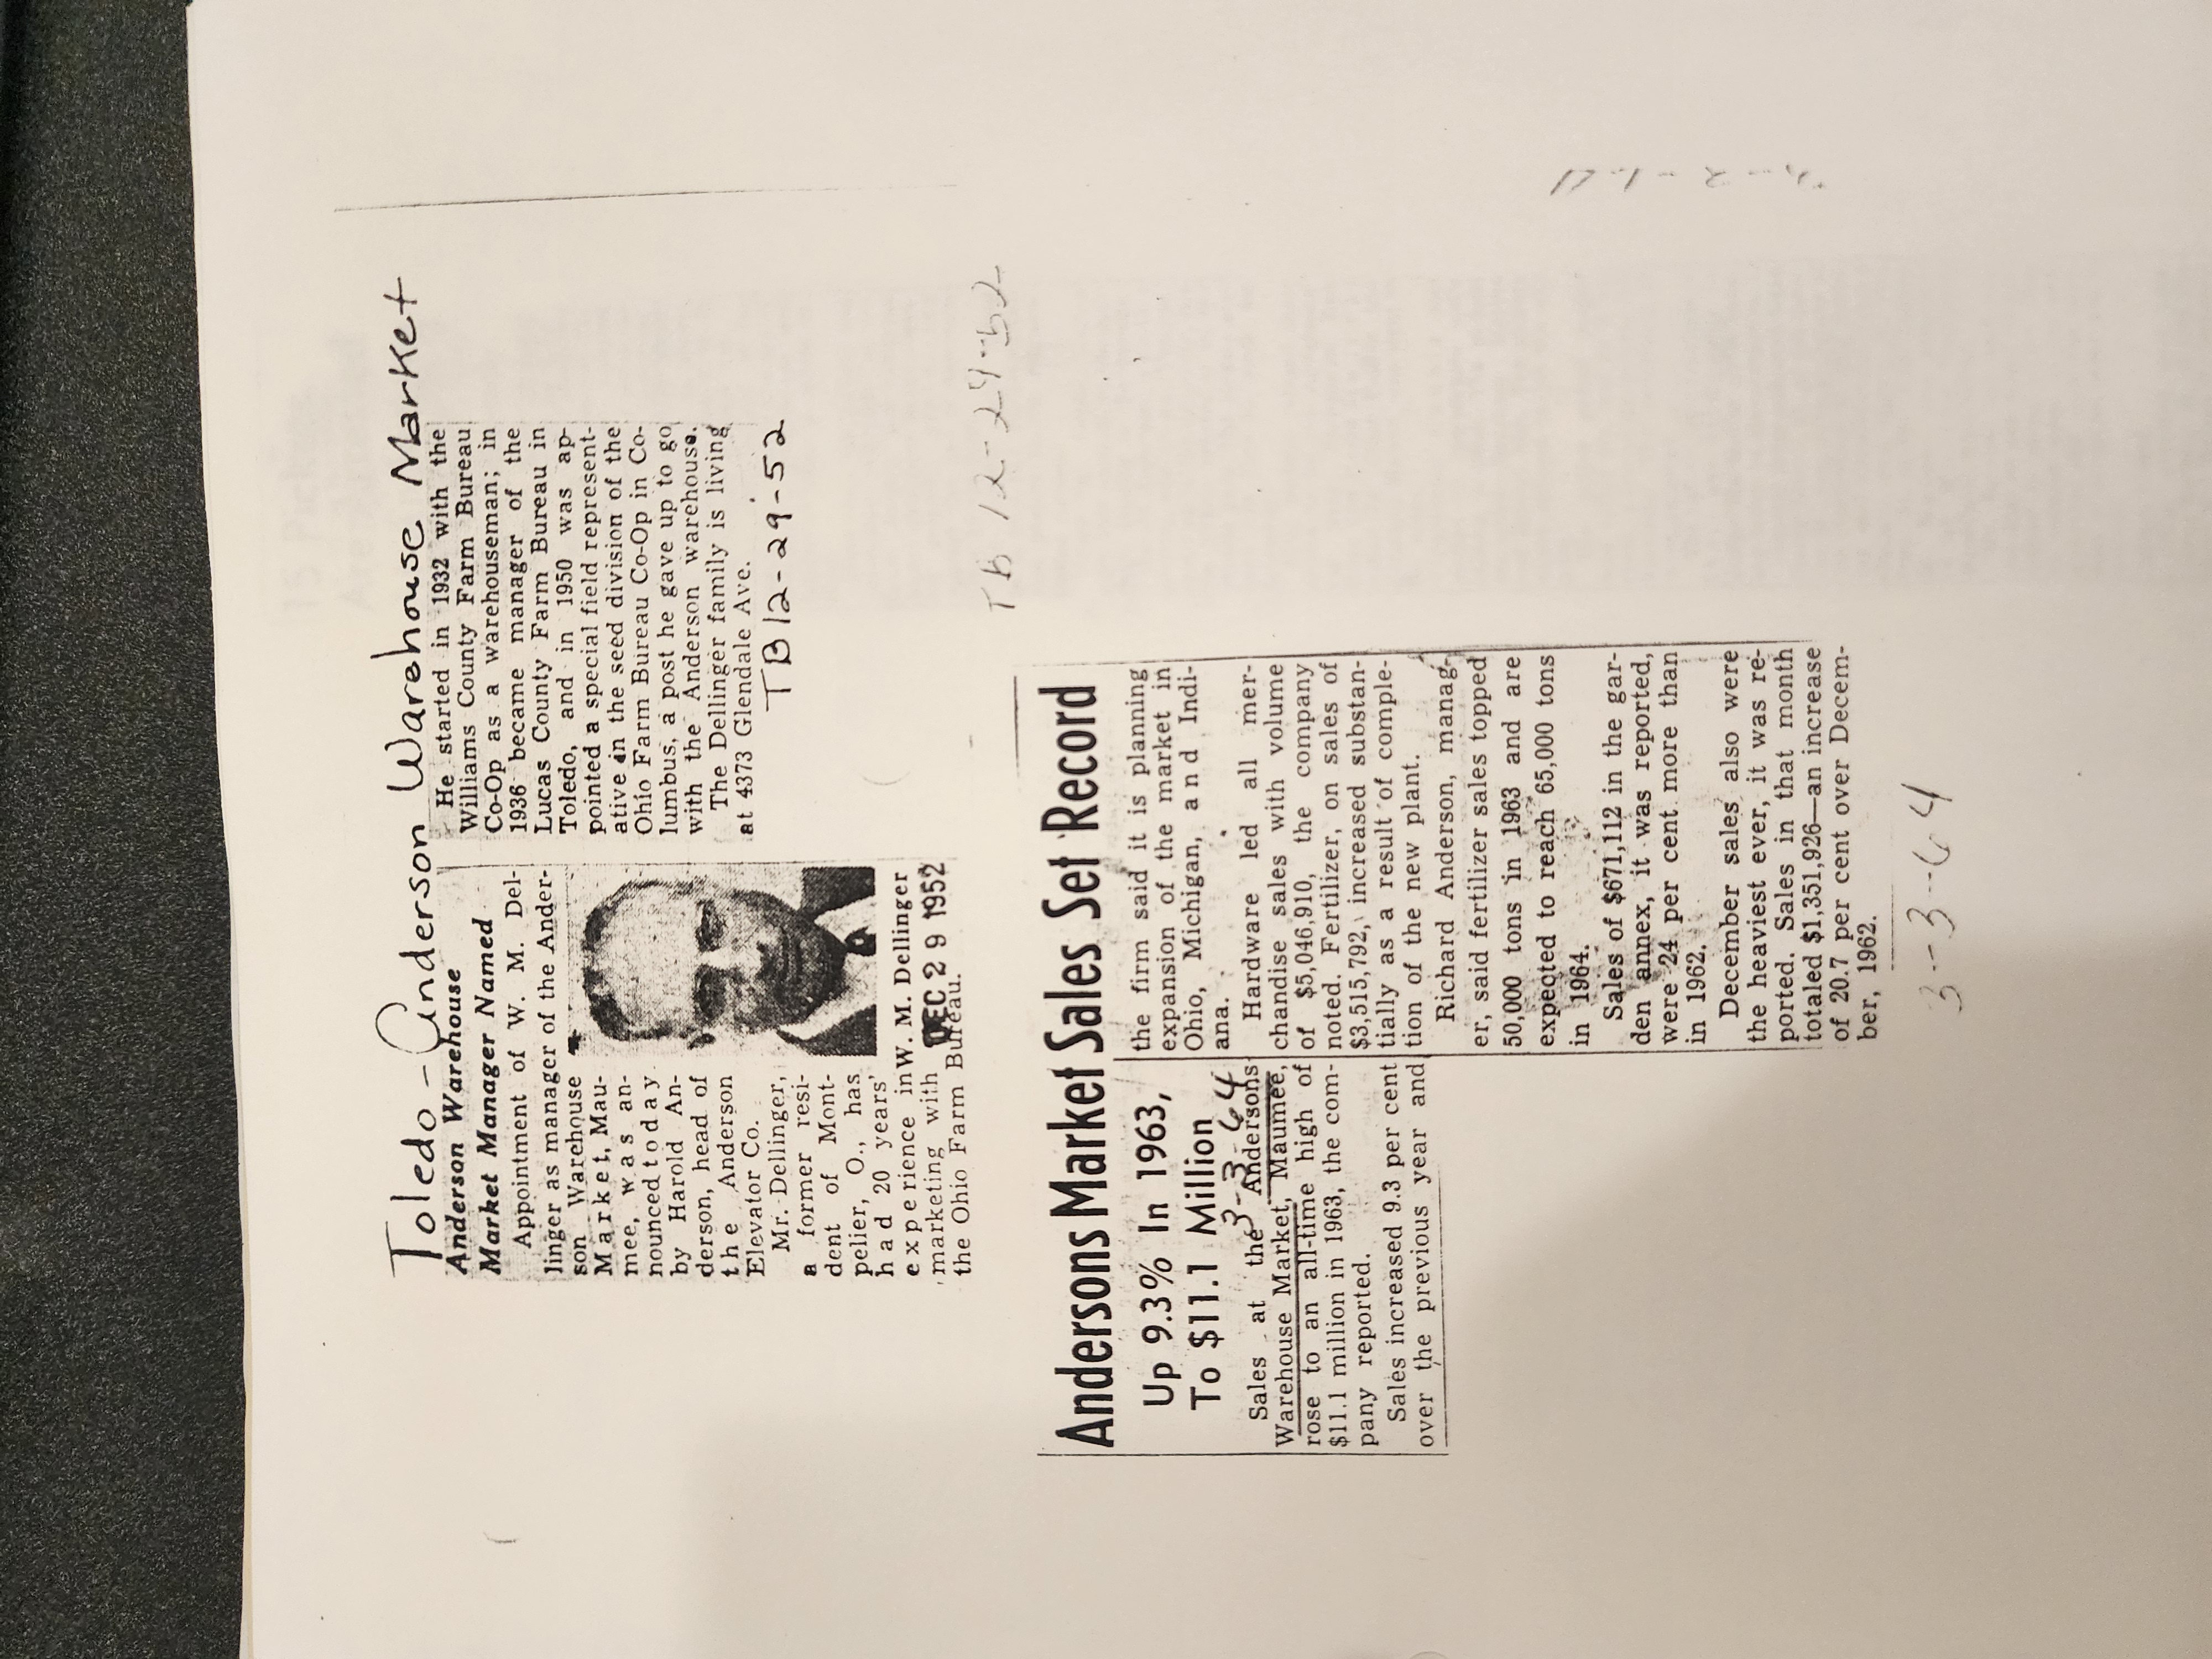 Toledo - Anderson Warehouse Market
Anderson Warehouse
Market Manager Named
Appointment of W. M. Del-
linger as manager of the Ander-
son Warehouse
Market, Mau-
mee, was an-
nounced today
by Harold An-
derson, head of
the Anderson
Elevator Co.
Mr. Dellinger,
a former resi-
dent of Mont-
pelier, O., has
had 20 years'
experience in
marketing with
the Ohio Farm Bureau.
W. M. Dellinger
DEC 29 1952
He started in 1932 with the
Williams County Farm Bureau
Co-Op as a warehouseman; in
1936 became manager of the
Lucas County Farm Bureau in
Toledo, and in 1950 was ap-
pointed a special field represent-
ative in the seed division of the
Ohio Farm Bureau Co-Op in Co-
lumbus, a post he gave up to go
with the Anderson warehouse.
The Dellinger family is living
at 4373 Glendale Ave.
TB 12-29-52
TB 12-29-52
Andersons Market Sales Set Record
Up 9.3% In 1963,
To $11.1 Million
3-3-64
Sales at the Andersons
Warehouse Market, Maumee,
rose to an all-time high of
$11.1 million in 1963, the com-
pany reported.
Sales increased 9.3 per cent
over the previous year and
the firm said it is planning
expansion of the market in
Ohio, Michigan, and Indi-
ana.
Hardware led all mer-
chandise sales with volume
of $5,046,910, the company
noted. Fertilizer, on sales of
$3,515,792, increased substan-
tially as a result of comple-
tion of the new plant.
Richard Anderson, manag-
er, said fertilizer sales topped
50,000 tons in 1963 and are
expected to reach 65,000 tons
in 1964.
Sales of $671,112 in the gar-
den annex, it was reported,
were 24 per cent more than
in 1962.
December sales also were
the heaviest ever, it was re-
ported. Sales in that month
totaled $1,351,926—an increase
of 20.7 per cent over Decem-
ber, 1962.
3-3-64